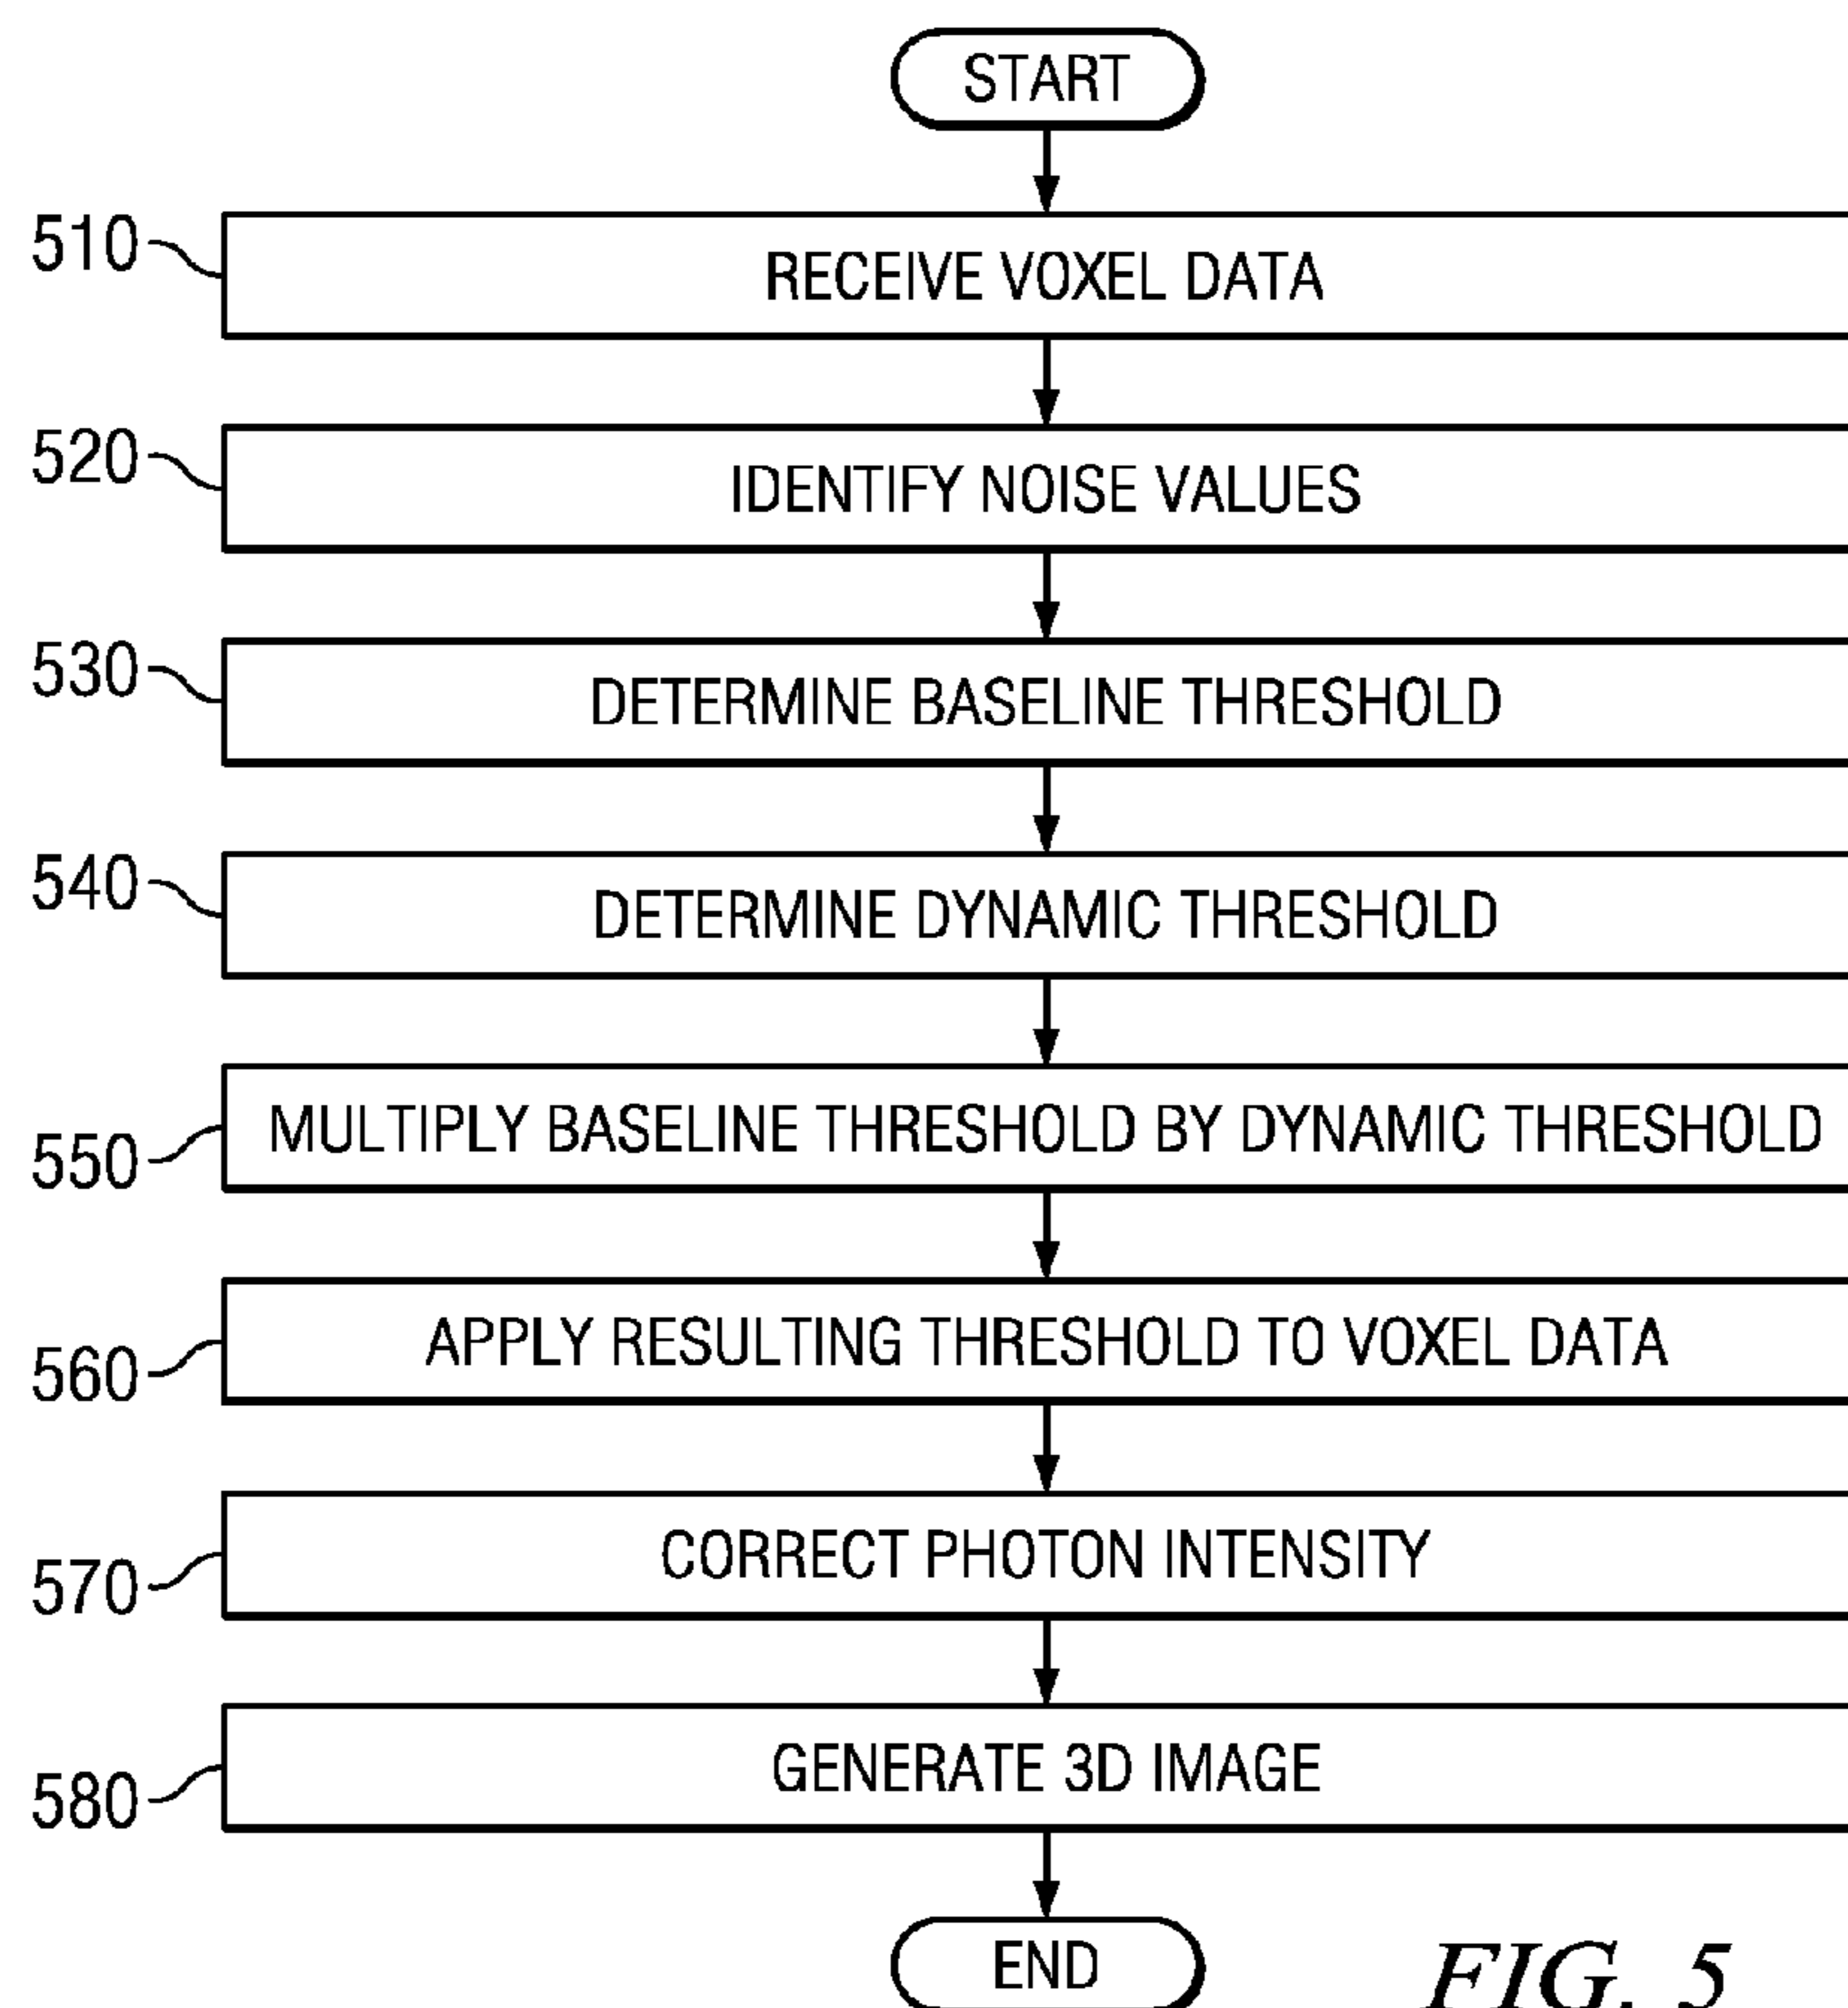 START
510
RECEIVE VOXEL DATA
520
IDENTIFY NOISE VALUES
530
DETERMINE BASELINE THRESHOLD
540
DETERMINE DYNAMIC THRESHOLD
550
MULTIPLY BASELINE THRESHOLD BY DYNAMIC THRESHOLD
560
APPLY RESULTING THRESHOLD TO VOXEL DATA
570
CORRECT PHOTON INTENSITY
580
GENERATE 3D IMAGE
END
FIG. 5